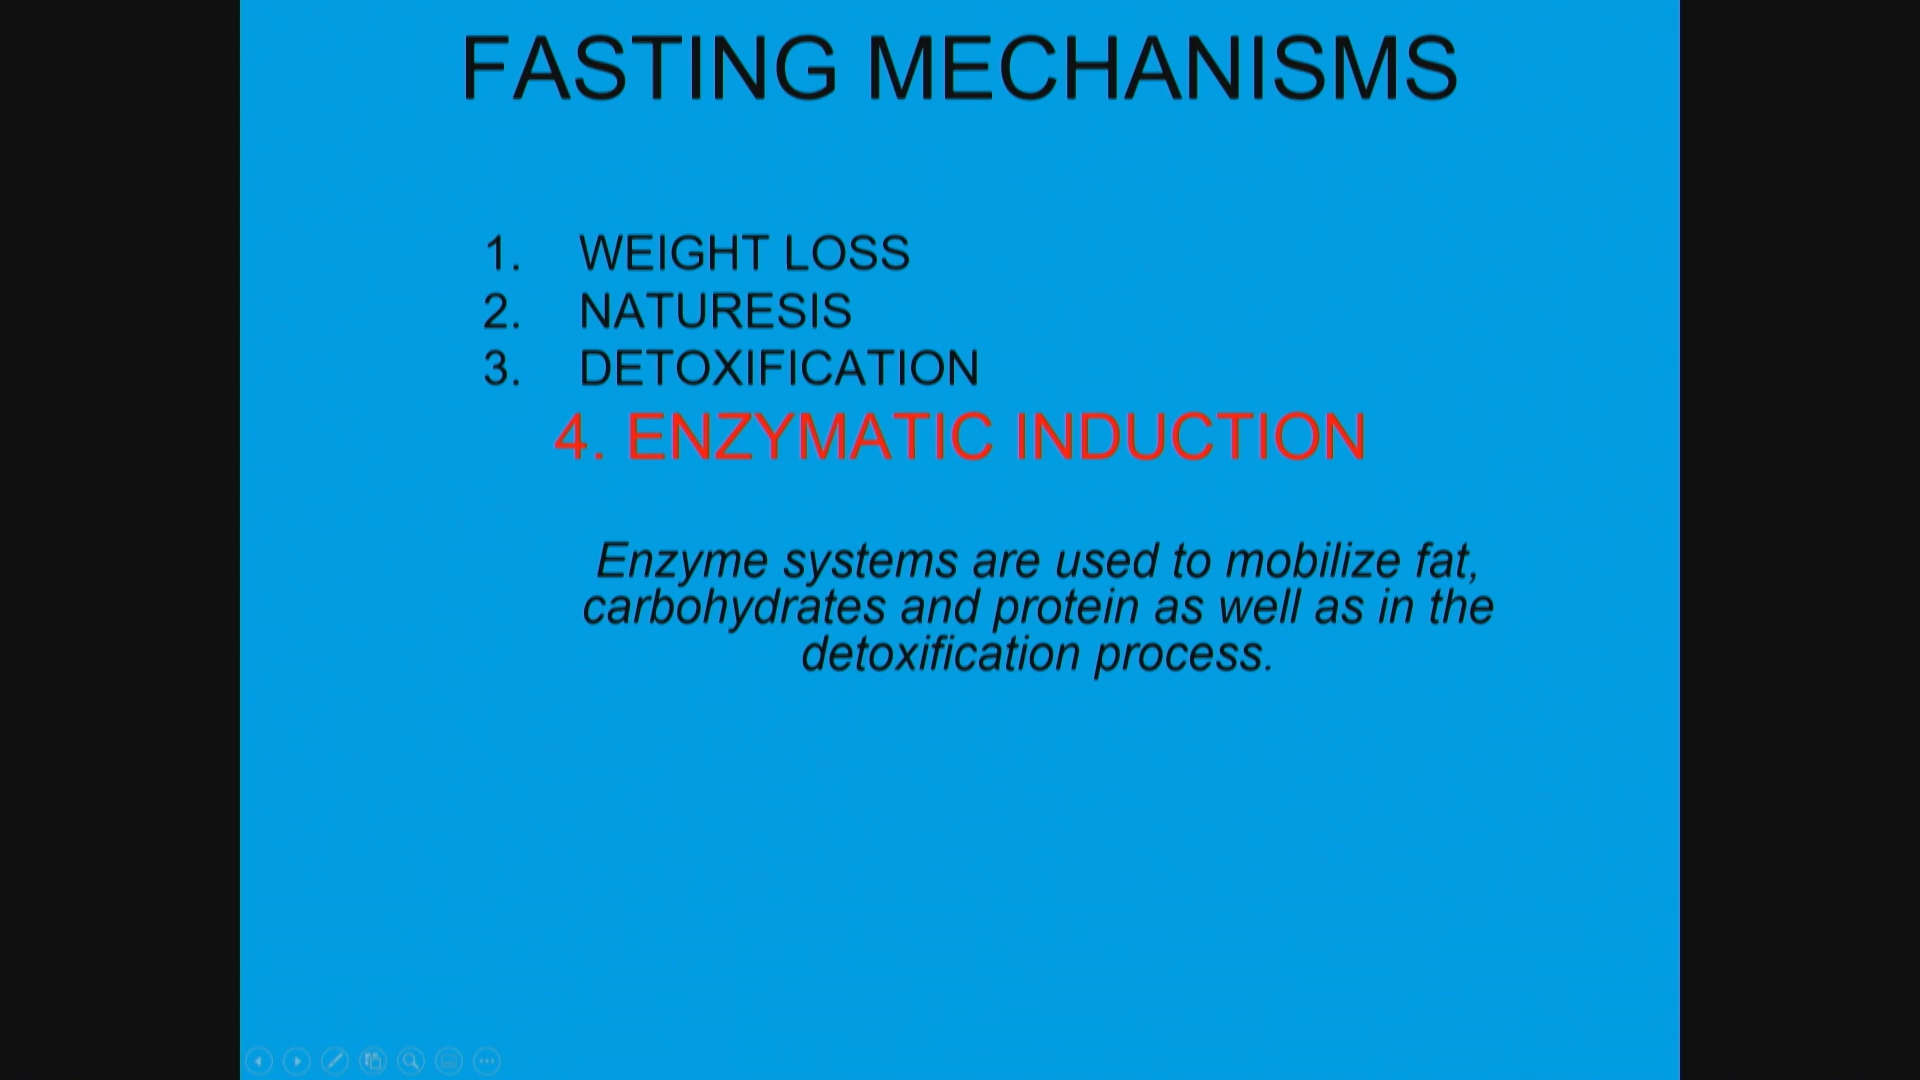 FASTING MECHANISMS
1. WEIGHT LOSS
2. NATURESIS
3. DETOXIFICATION
4. ENZYMATIC INDUCTION
Enzyme systems are used to mobilize fat,
carbohydrates and protein as well as in the
detoxification process.